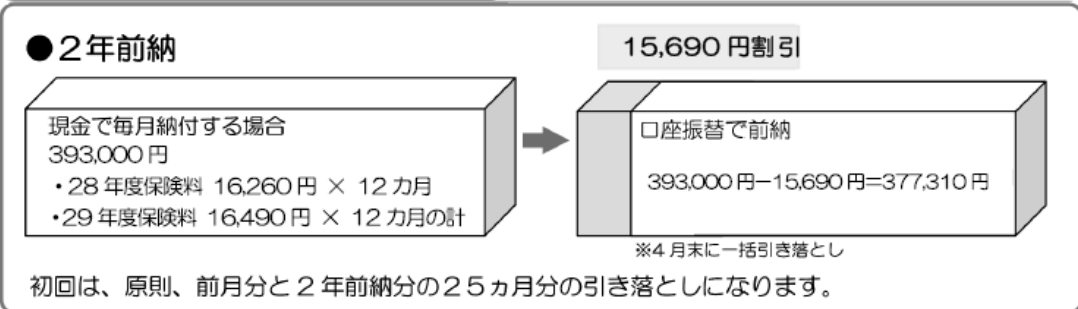 ●2年前納
15,690 円割引
現金で毎月納付する場合
393,000 円
・28 年度保険料 16,260 円 × 12 カ月
・29 年度保険料 16,490 円 × 12 カ月の計
口座振替で前納
393,000 円−15,690 円=377,310 円
※4 月末に一括引き落とし
初回は、原則、前月分と2年前納分の25ヵ月分の引き落としになります。